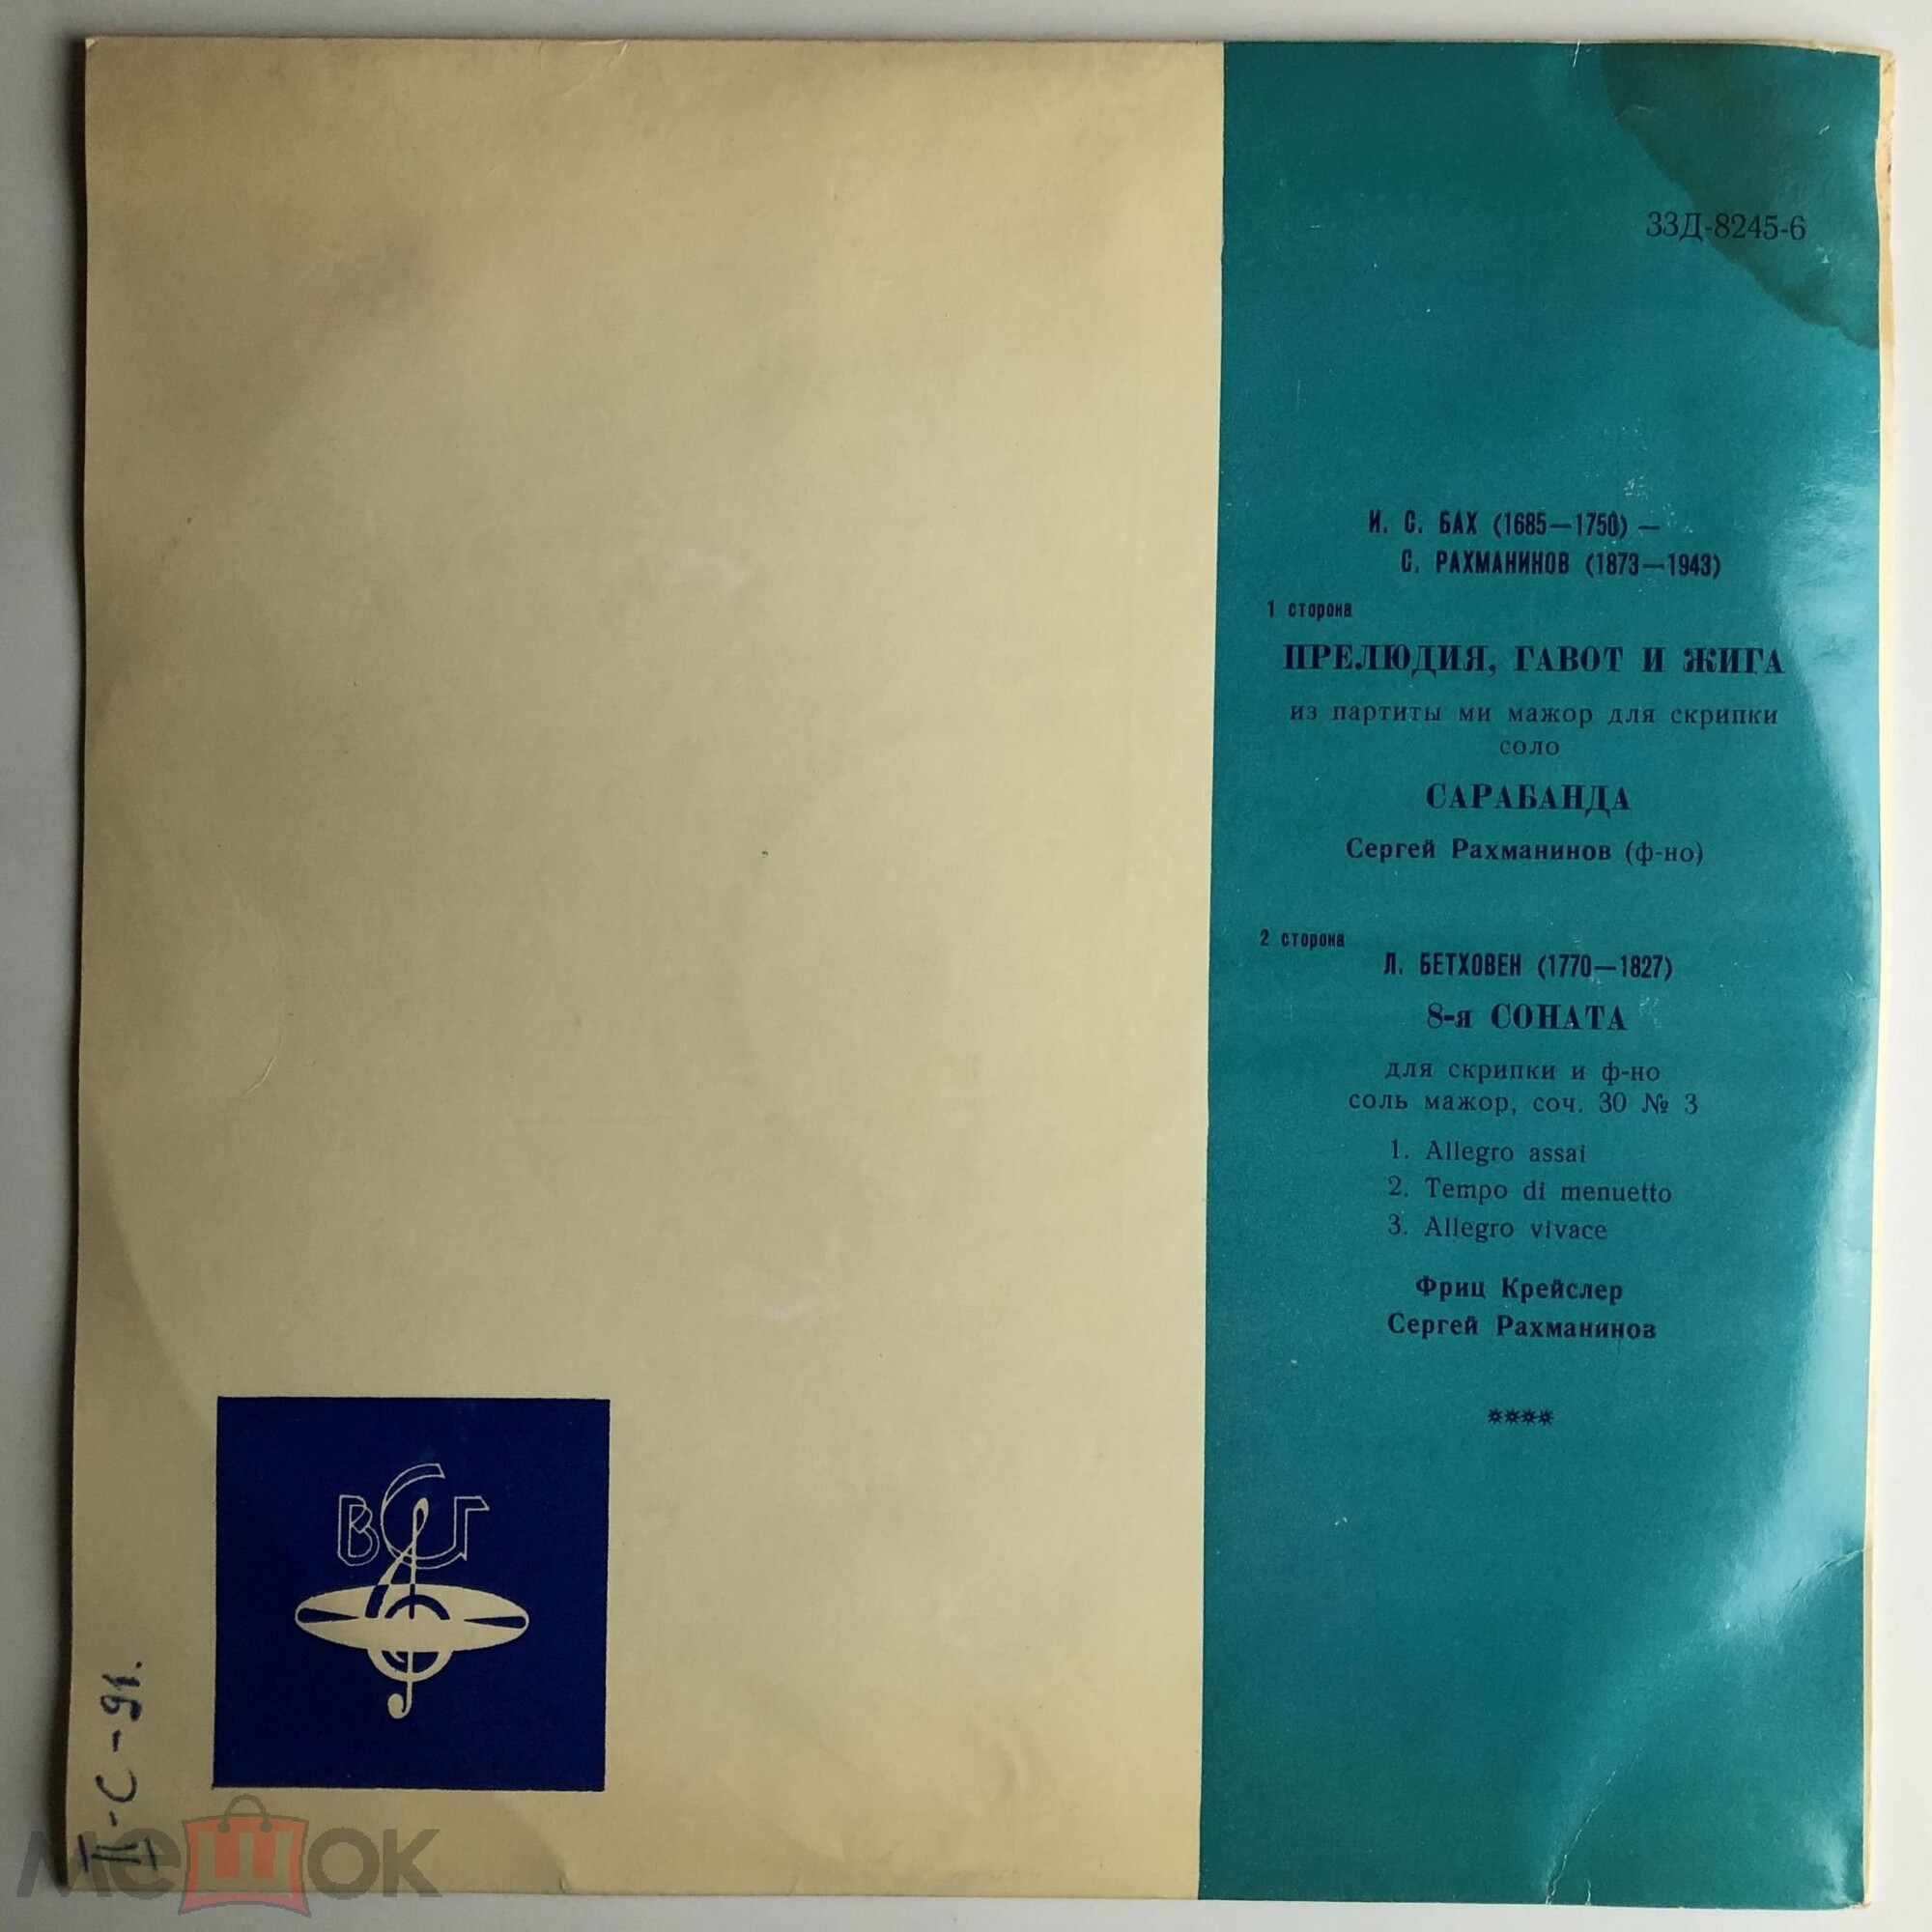 33Д-8245-6
И. С. БАХ (1685—1750) —
С. РАХМАНИНОВ (1873—1943)
1 сторона
ПРЕЛЮДИЯ, ГАВОТ И ЖИГА
из партиты ми мажор для скрипки
соло
САРАБАНДА
Сергей Рахманинов (ф-но)
2 сторона
Л. БЕТХОВЕН (1770—1827)
8-я СОНАТА
для скрипки и ф-но
соль мажор, соч. 30 № 3
1. Allegro assai
2. Tempo di menuetto
3. Allegro vivace
Фриц Крейслер
Сергей Рахманинов
****
ВСГ
II-С-91.
мешок